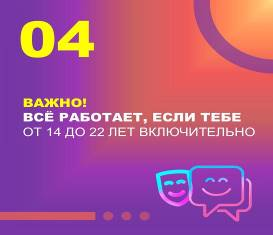 04
ВАЖНО!
ВСЁ РАБОТАЕТ, ЕСЛИ ТЕБЕ
ОТ 14 ДО 22 ЛЕТ ВКЛЮЧИТЕЛЬНО